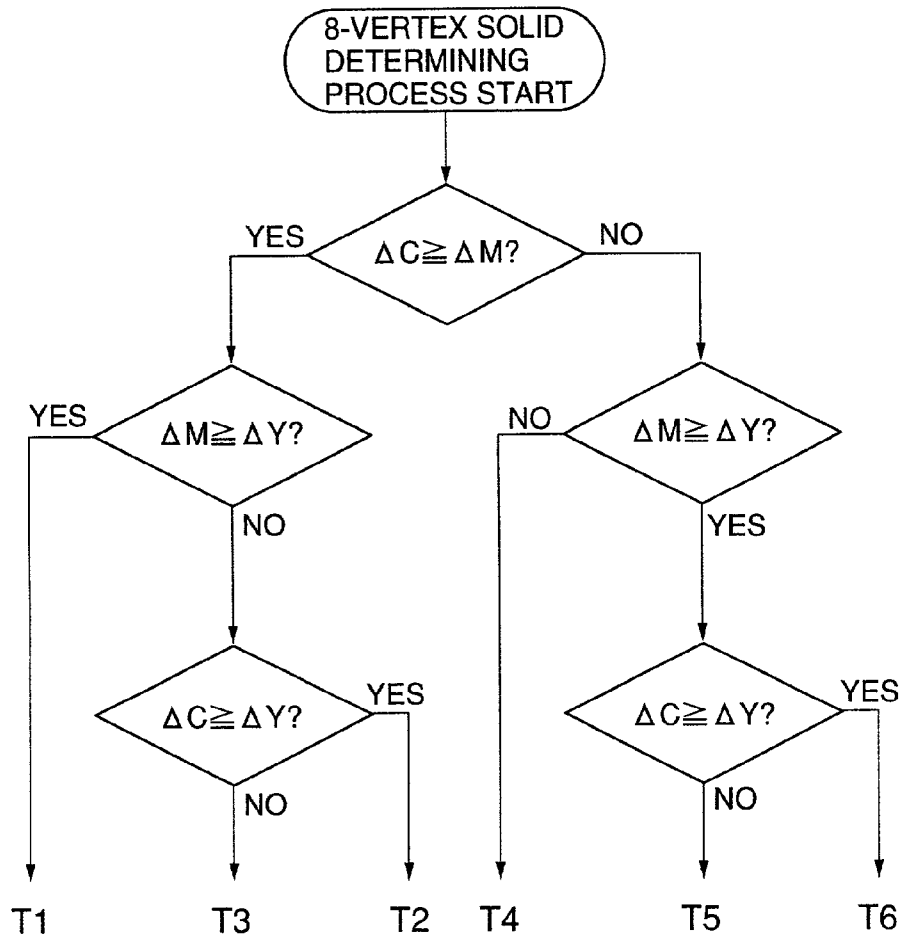 8-VERTEX SOLID
DETERMINING
PROCESS START
YES
ΔC≧ΔM?
NO
YES
ΔM≧ΔY?
NO
NO
ΔM≧ΔY?
YES
ΔC≧ΔY?
YES
NO
ΔC≧ΔY?
YES
NO
T1
T3
T2
T4
T5
T6